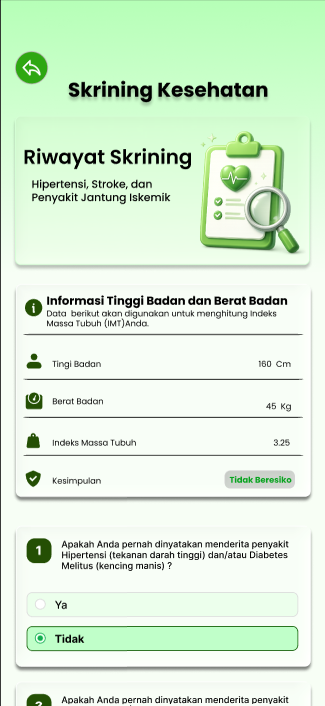 Skrining Kesehatan
Riwayat Skrining
Hipertensi, Stroke, dan
Penyakit Jantung Iskemik
Informasi Tinggi Badan dan Berat Badan
Data berikut akan digunakan untuk menghitung Indeks
Massa Tubuh (IMT)Anda.
Tingi Badan 160 Cm
Berat Badan 45 Kg
Indeks Massa Tubuh 3.25
Kesimpulan Tidak Beresiko
1 Apakah Anda pernah dinyatakan menderita penyakit
Hipertensi (tekanan darah tinggi) dan/atau Diabetes
Melitus (kencing manis) ?
Ya
Tidak
Apakah Anda pernah dinyatakan menderita penyakit